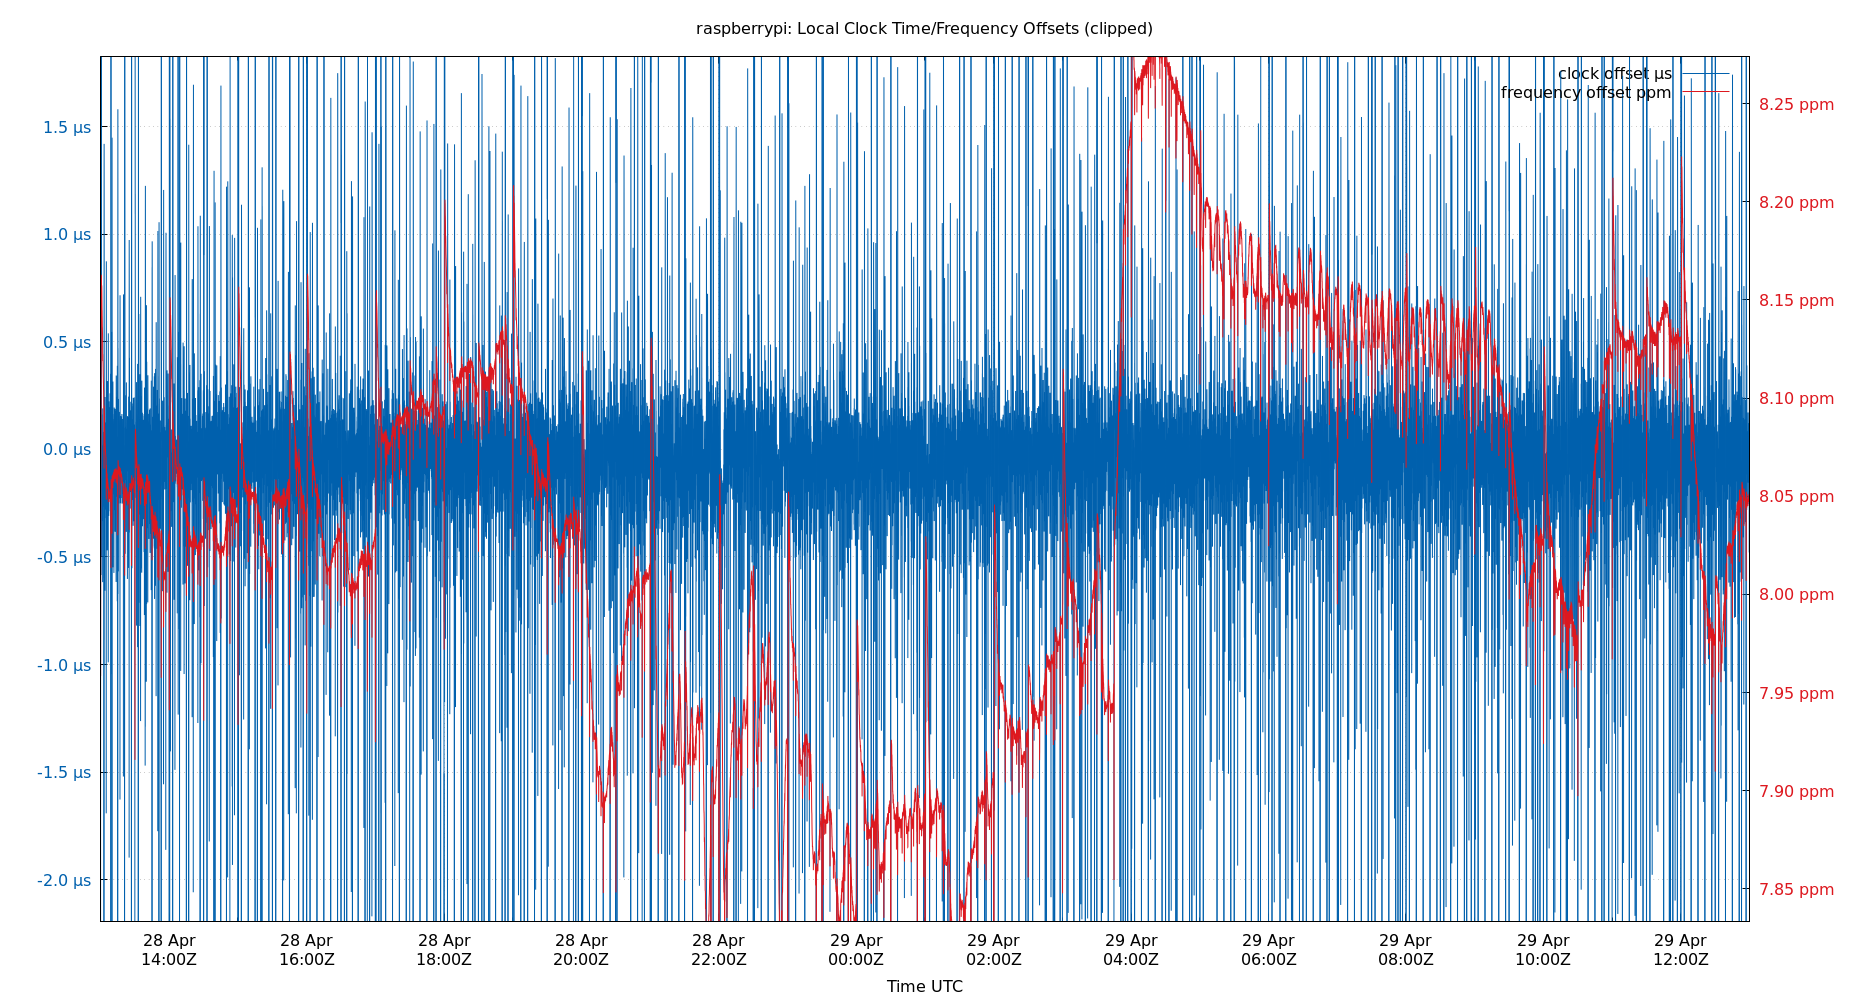 raspberrypi: Local Clock Time/Frequency Offsets (clipped)
clock offset µs
frequency offset ppm
1.5 µs
1.0 µs
0.5 µs
0.0 µs
-0.5 µs
-1.0 µs
-1.5 µs
-2.0 µs
8.25 ppm
8.20 ppm
8.15 ppm
8.10 ppm
8.05 ppm
8.00 ppm
7.95 ppm
7.90 ppm
7.85 ppm
28 Apr
14:00Z
28 Apr
16:00Z
28 Apr
18:00Z
28 Apr
20:00Z
28 Apr
22:00Z
29 Apr
00:00Z
29 Apr
02:00Z
29 Apr
04:00Z
29 Apr
06:00Z
29 Apr
08:00Z
29 Apr
10:00Z
29 Apr
12:00Z
Time UTC